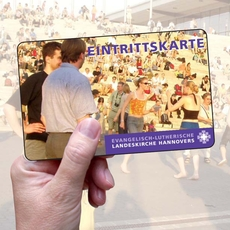 EINTRITTSKARTE
EVANGELISCH-LUTHERISCHE
LANDESKIRCHE HANNOVERS